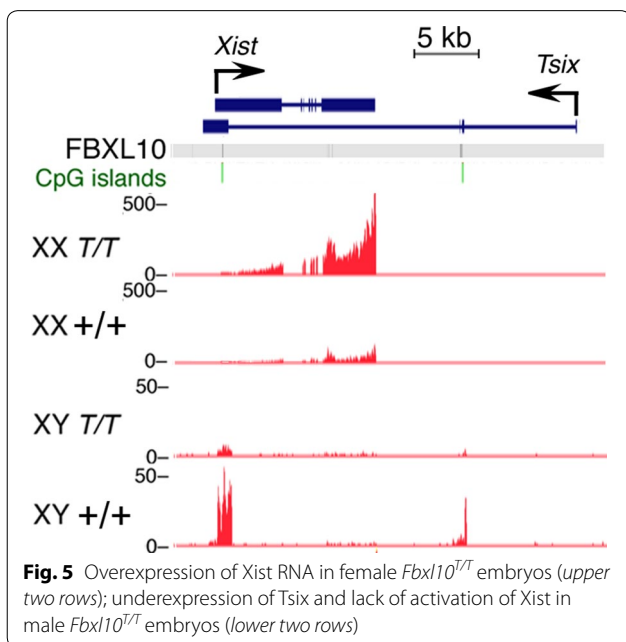 5 kb
Xist
Tsix
FBXL10
CpG islands
500–
XX T/T
0–
500–
XX +/+
0–
50–
XY T/T
0–
50–
XY +/+
0–
Fig. 5 Overexpression of Xist RNA in female Fbxl10T/T embryos (upper
two rows); underexpression of Tsix and lack of activation of Xist in
male Fbxl10T/T embryos (lower two rows)